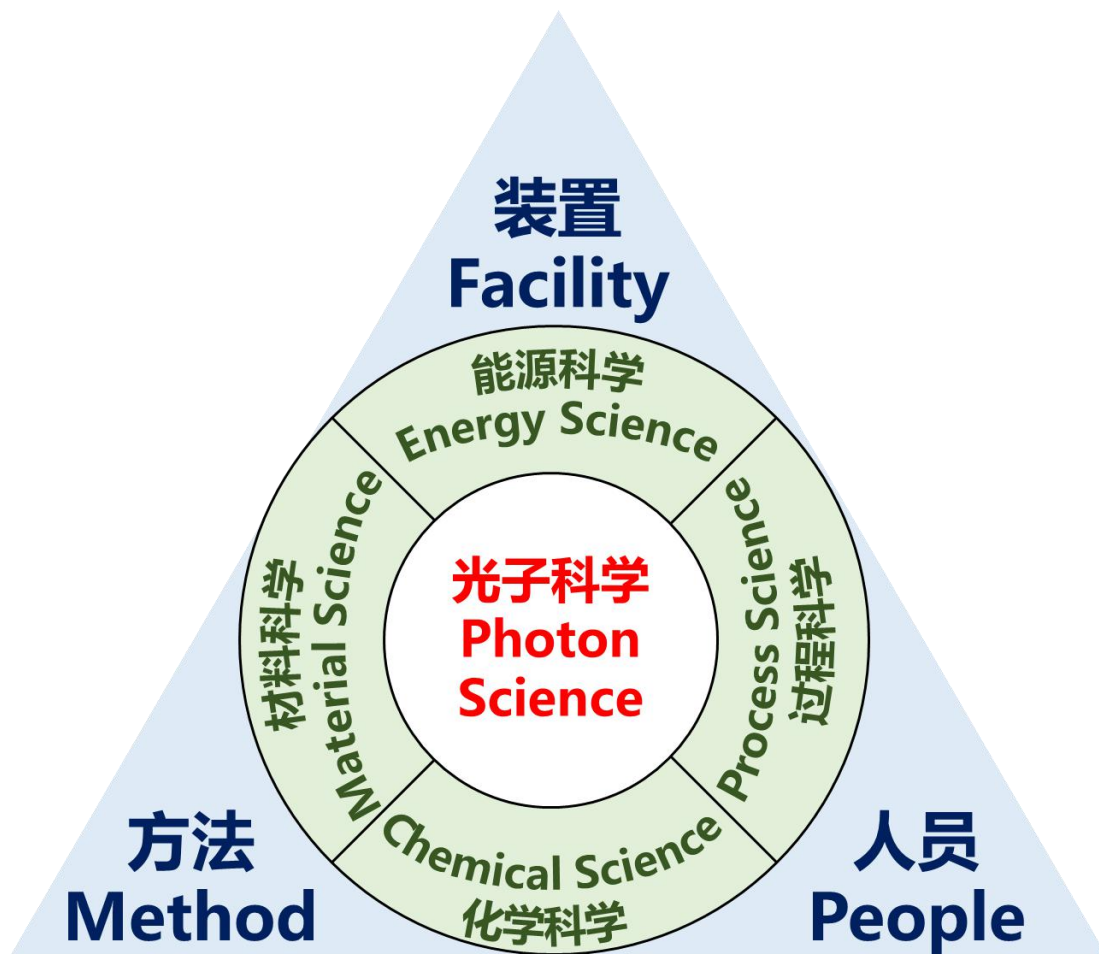 装置
Facility
能源科学
Energy Science
材料科学
Material Science
光子科学
Photon
Science
Process Science
过程科学
Chemical Science
化学科学
方法
Method
人员
People